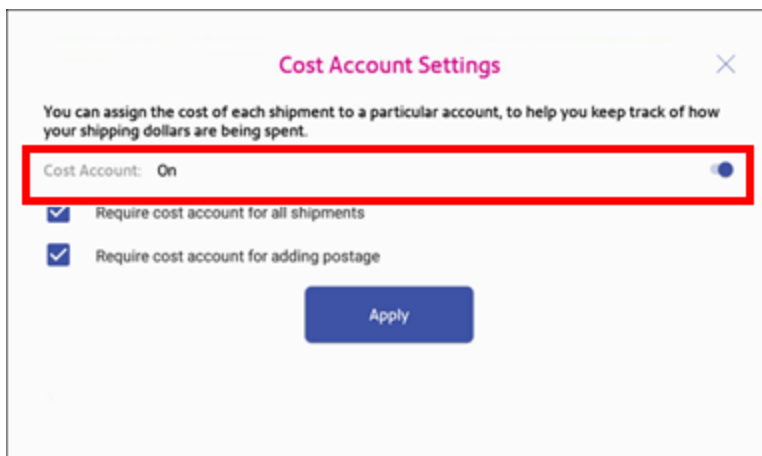 Cost Account Settings
You can assign the cost of each shipment to a particular account, to help you keep track of how
your shipping dollars are being spent.
Cost Account: On
Require cost account for all shipments
Require cost account for adding postage
Apply